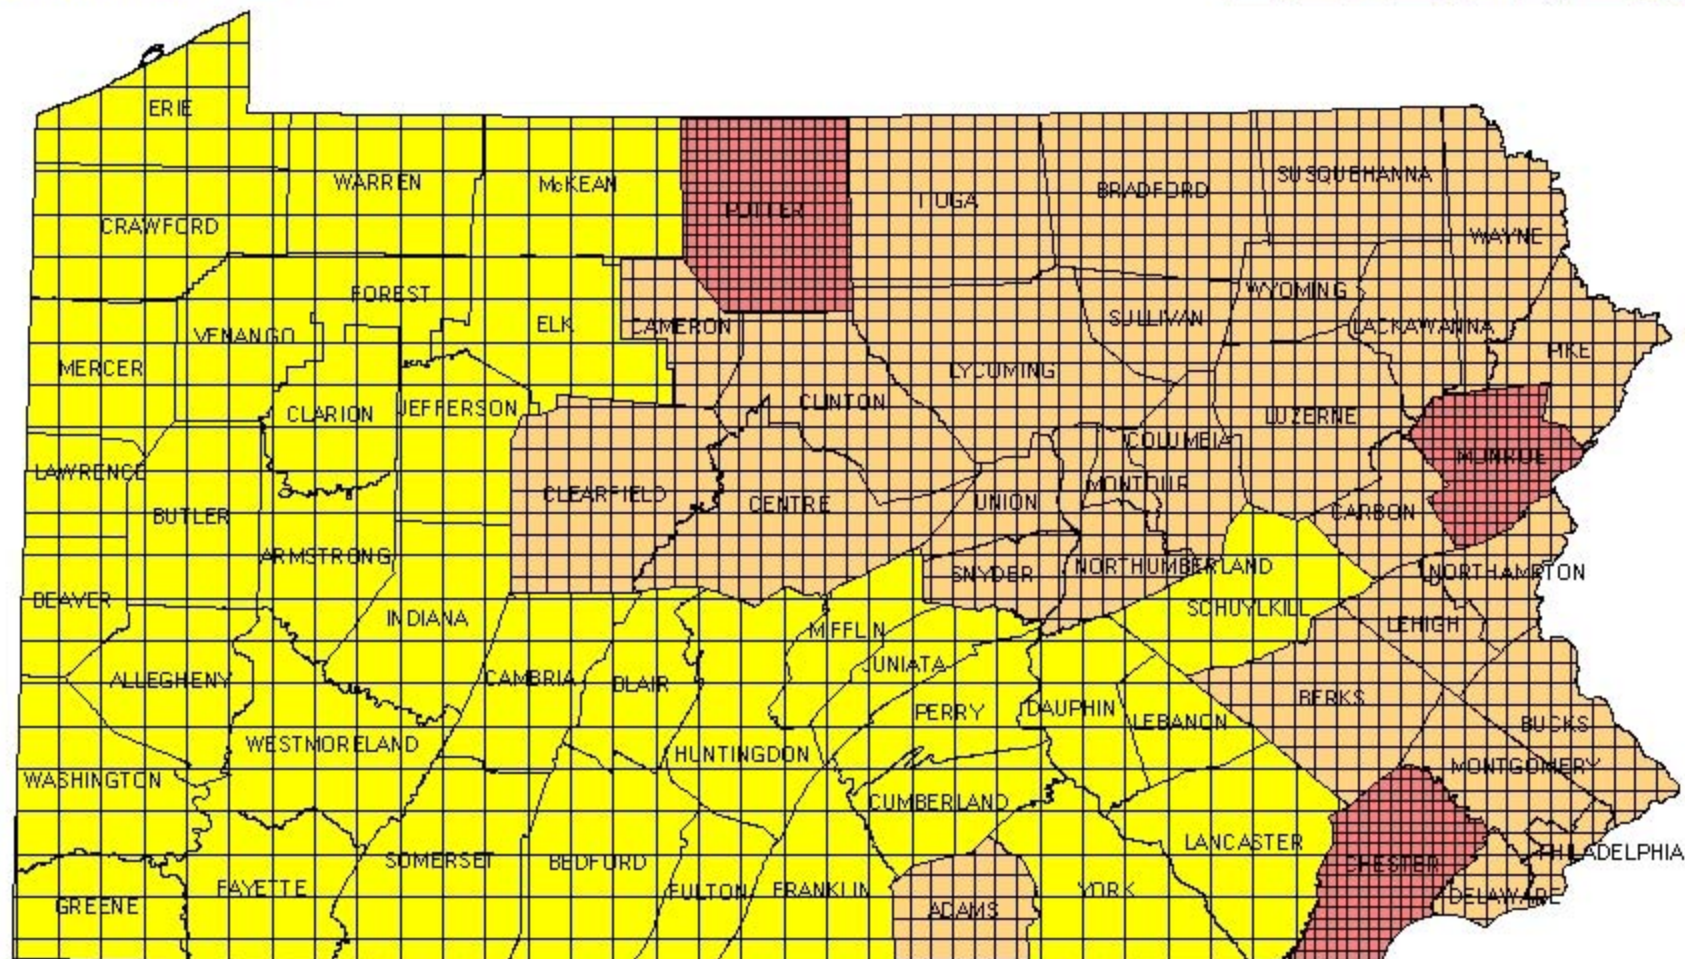 ERIE
WARREN
McKEAN
POTTER
TIOGA
BRADFORD
SUSQUEHANNA
WAYNE
CRAWFORD
FOREST
VENANGO
ELK
CAMERON
SULLIVAN
WYOMING
LACKAWANNA
PIKE
MERCER
CLARION
JEFFERSON
CLINTON
LYCOMING
LUZERNE
COLUMBIA
MONROE
LAWRENCE
BUTLER
CLEARFIELD
CENTRE
UNION
MONTOUR
CARBON
ARMSTRONG
SNYDER
NORTHUMBERLAND
NORTHAMPTON
BEAVER
INDIANA
MIFFLIN
SCHUYLKILL
LEHIGH
ALLEGHENY
CAMBRIA
BLAIR
JUNIATA
PERRY
DAUPHIN
LEBANON
BERKS
BUCKS
WESTMORELAND
HUNTINGDON
MONTGOMERY
WASHINGTON
CUMBERLAND
LANCASTER
SOMERSET
BEDFORD
CHESTER
PHILADELPHIA
GREENE
FAYETTE
FULTON
FRANKLIN
ADAMS
YORK
DELAWARE